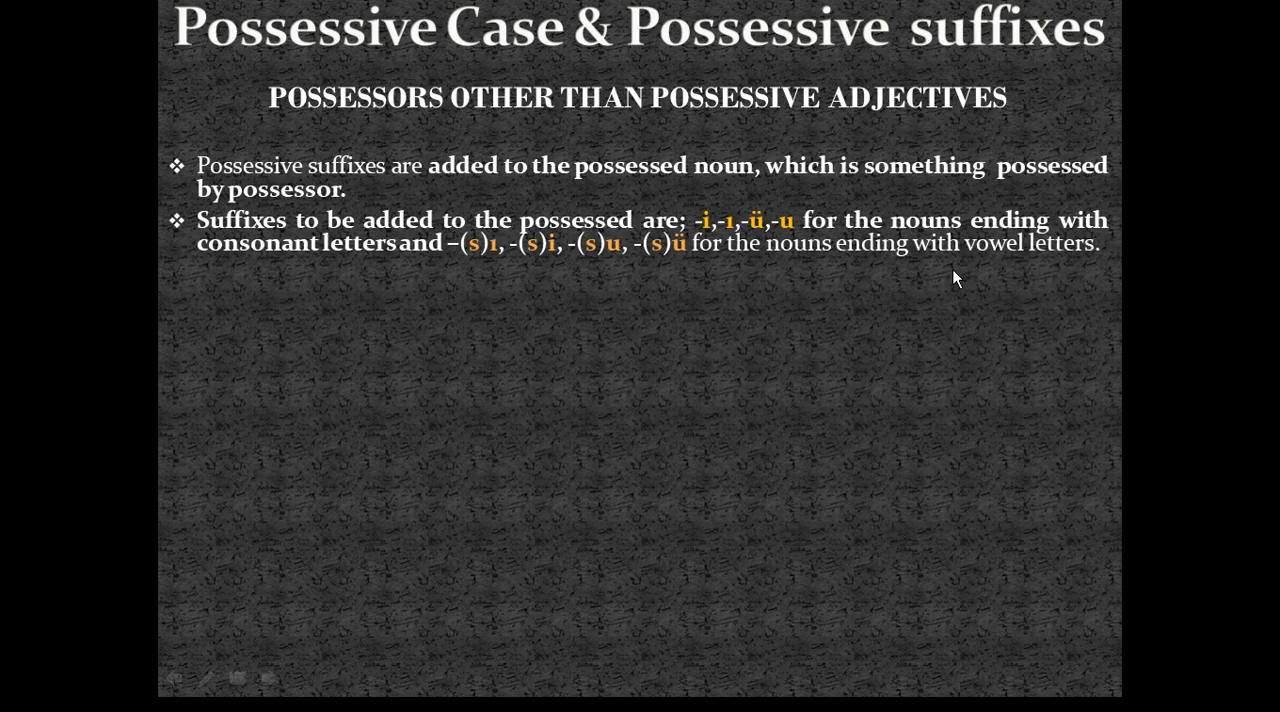 Possessive Case & Possessive suffixes
POSSESSORS OTHER THAN POSSESSIVE ADJECTIVES
❖ Possessive suffixes are added to the possessed noun, which is something possessed
by possessor.
❖ Suffixes to be added to the possessed are; -i,-ı,-ü,-u for the nouns ending with
consonant letters and –(s)ı, -(s)i, -(s)u, -(s)ü for the nouns ending with vowel letters.